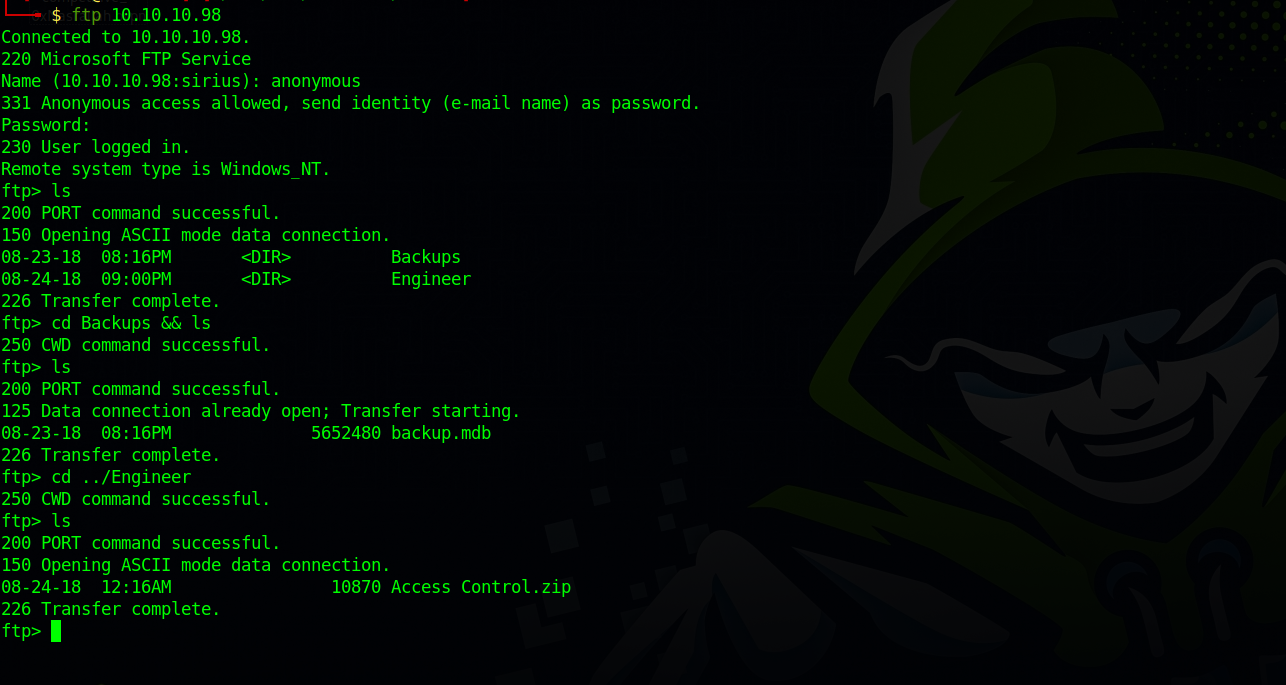 $ ftp 10.10.10.98
Connected to 10.10.10.98.
220 Microsoft FTP Service
Name (10.10.10.98:sirius): anonymous
331 Anonymous access allowed, send identity (e-mail name) as password.
Password:
230 User logged in.
Remote system type is Windows_NT.
ftp> ls
200 PORT command successful.
150 Opening ASCII mode data connection.
08-23-18  08:16PM       <DIR>          Backups
08-24-18  09:00PM       <DIR>          Engineer
226 Transfer complete.
ftp> cd Backups && ls
250 CWD command successful.
ftp> ls
200 PORT command successful.
125 Data connection already open; Transfer starting.
08-23-18  08:16PM              5652480 backup.mdb
226 Transfer complete.
ftp> cd ../Engineer
250 CWD command successful.
ftp> ls
200 PORT command successful.
150 Opening ASCII mode data connection.
08-24-18  12:16AM                10870 Access Control.zip
226 Transfer complete.
ftp>